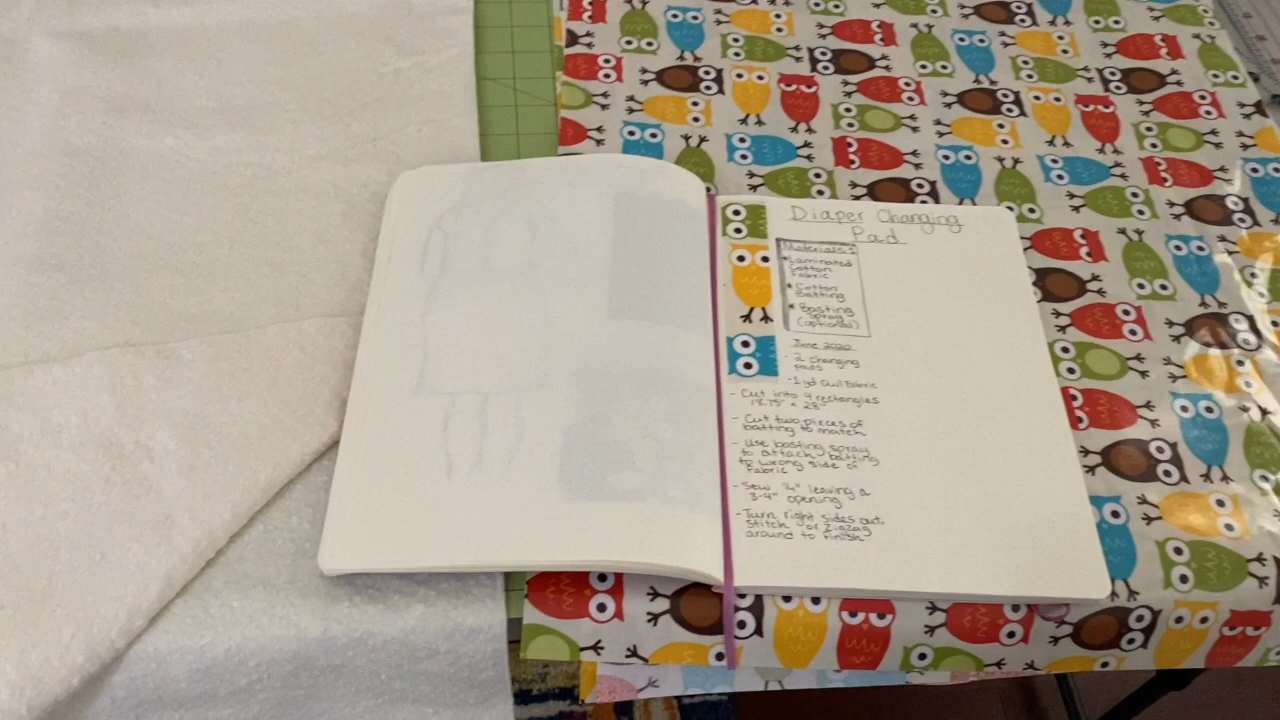 Diaper Changing
Pad
Materials:
*Laminated
Cotton
Fabric
* Cotton
Batting
* Basting
Spray
(optional)
June 2020
- 2 changing
pads
- 1 yd Owl Fabric
- Cut into 4 rectangles
18.75" x 28"
- Cut two pieces of
batting to match
- Use basting spray
to attach batting
to wrong side of
fabric
- Sew 1/4" leaving a
3-4" opening
- Turn right sides out.
Stitch or Zigzag
around to finish